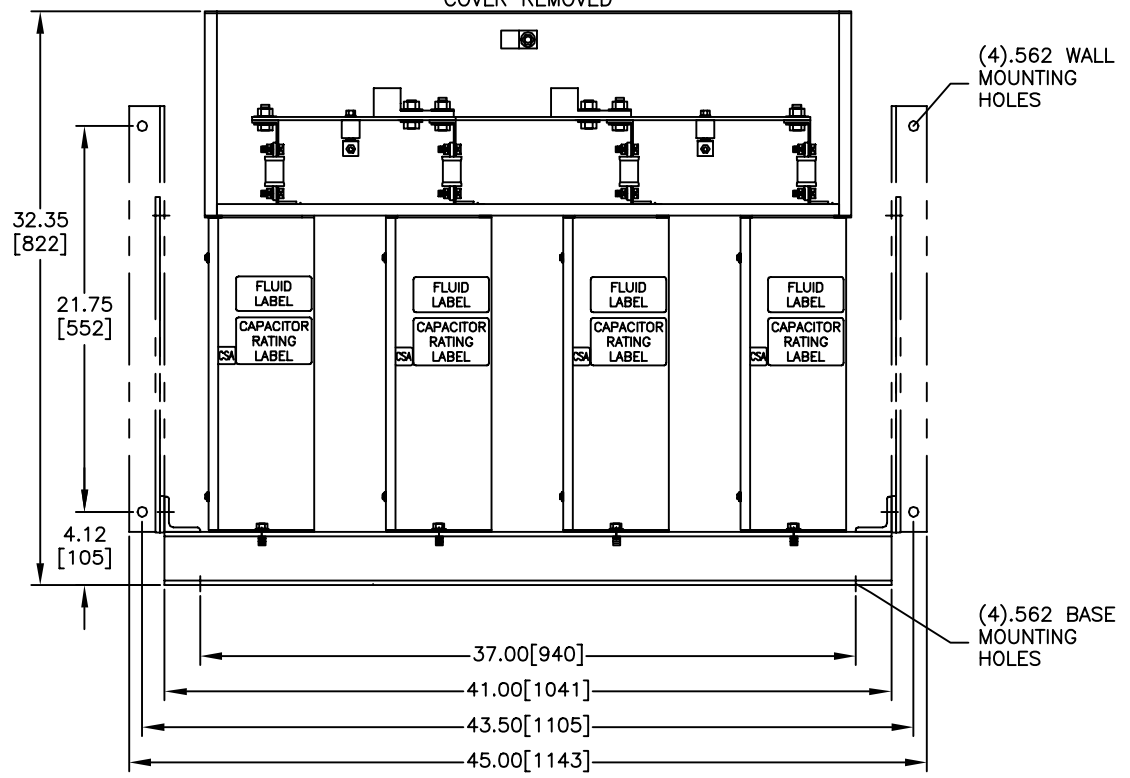 COVER REMOVED
(4).562 WALL
MOUNTING
HOLES
32.35
[822]
21.75
[552]
4.12
[105]
FLUID
LABEL
CAPACITOR
RATING
LABEL
CSA
FLUID
LABEL
CAPACITOR
RATING
LABEL
CSA
FLUID
LABEL
CAPACITOR
RATING
LABEL
CSA
FLUID
LABEL
CAPACITOR
RATING
LABEL
CSA
(4).562 BASE
MOUNTING
HOLES
37.00[940]
41.00[1041]
43.50[1105]
45.00[1143]